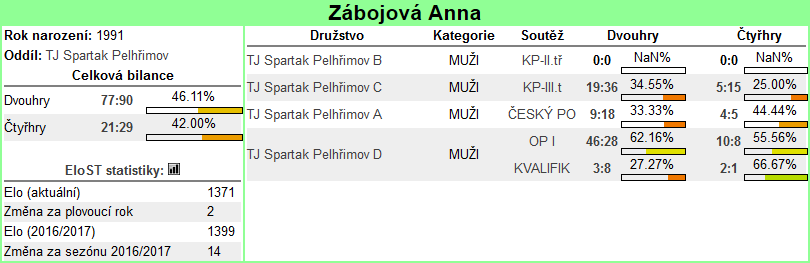 Zábojová Anna
Rok narození: 1991
Oddíl: TJ Spartak Pelhřimov
Celková bilance
Dvouhry 77:90 46.11%
Čtyřhry 21:29 42.00%
EloST statistiky:
Elo (aktuální) 1371
Změna za plovoucí rok 2
Elo (2016/2017) 1399
Změna za sezónu 2016/2017 14
Družstvo Kategorie Soutěž Dvouhry Čtyřhry
TJ Spartak Pelhřimov B MUŽI KP-II.tř 0:0 NaN% 0:0 NaN%
TJ Spartak Pelhřimov C MUŽI KP-III.t 19:36 34.55% 5:15 25.00%
TJ Spartak Pelhřimov A MUŽI ČESKÝ PO 9:18 33.33% 4:5 44.44%
TJ Spartak Pelhřimov D MUŽI OP I 46:28 62.16% 10:8 55.56%
KVALIFIK 3:8 27.27% 2:1 66.67%